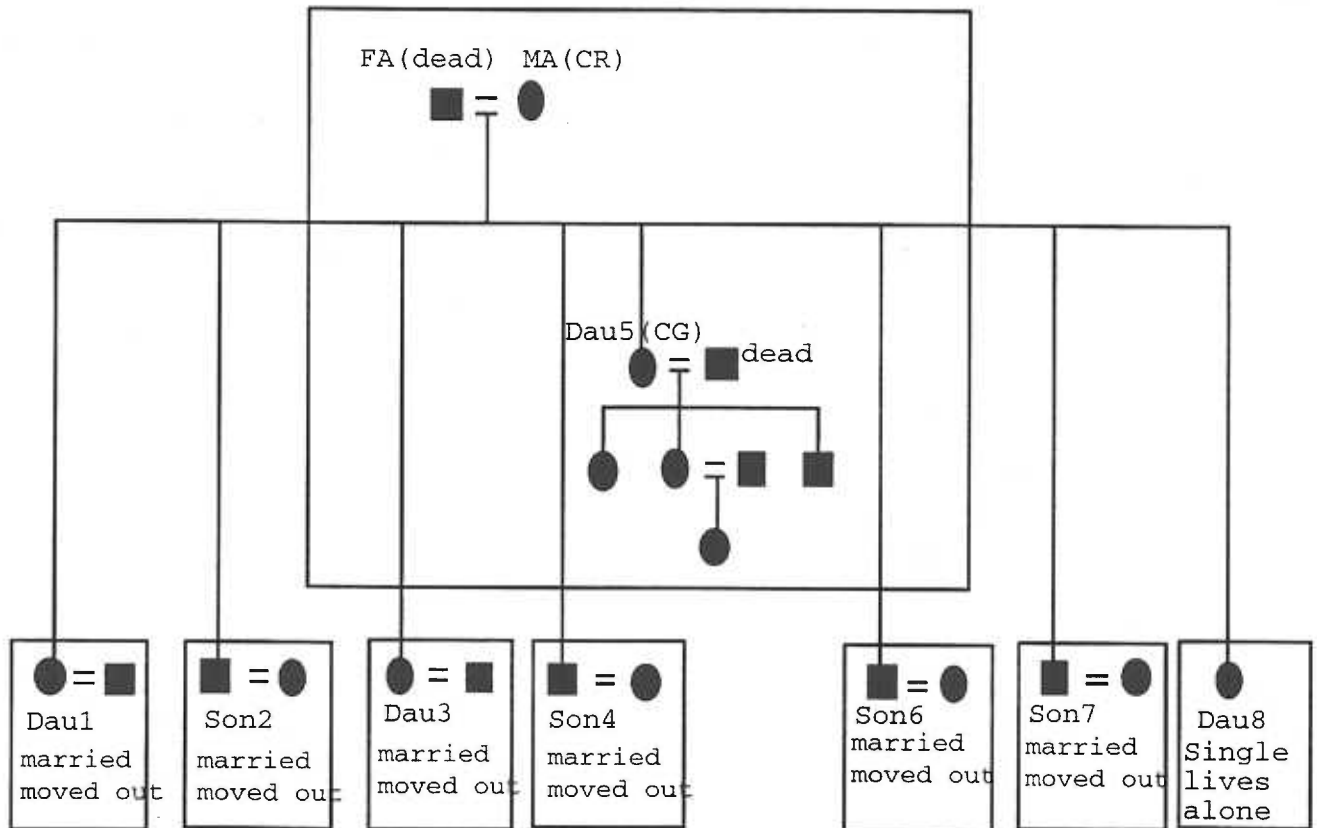 FA(dead) MA(CR)
Dau5(CG)
dead
Dau1
married
moved out
Son2
married
moved out
Dau3
married
moved out
Son4
married
moved out
Son6
married
moved out
Son7
married
moved out
Dau8
Single
lives
alone